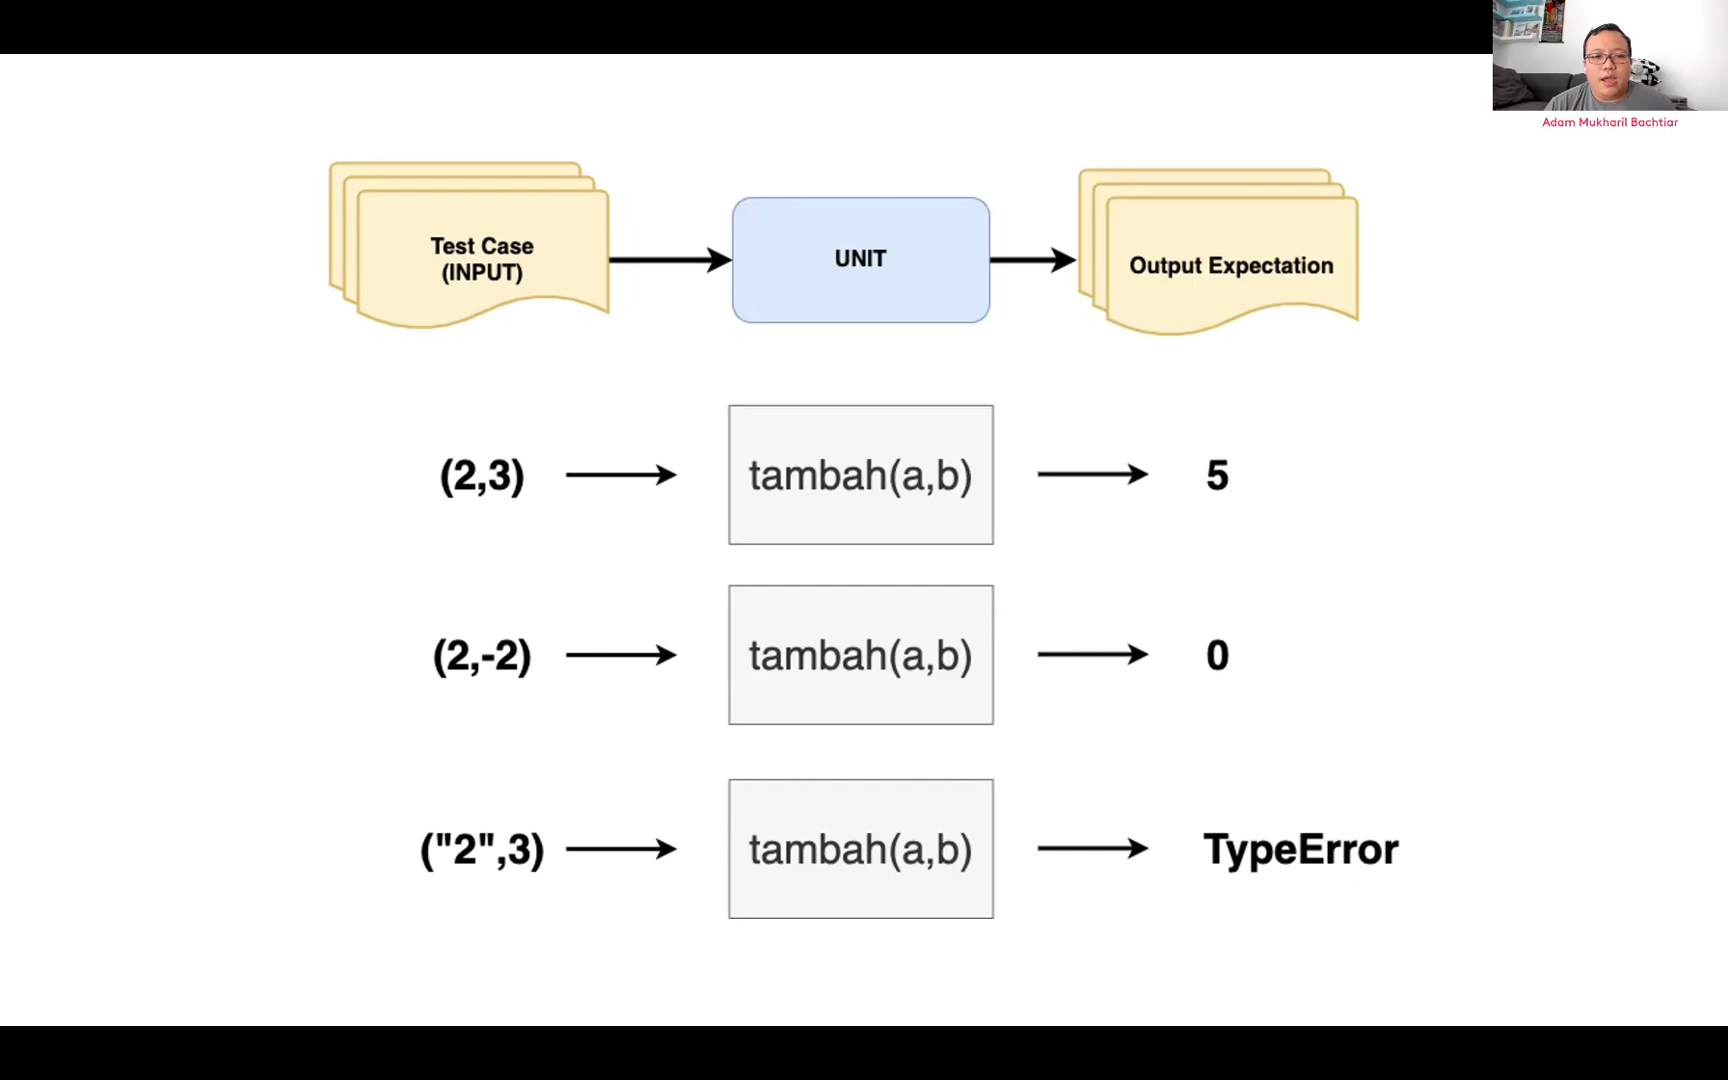 Adam Mukharil Bachtiar
Test Case
(INPUT)
UNIT
Output Expectation
(2,3)
tambah(a,b)
5
(2,-2)
tambah(a,b)
0
("2",3)
tambah(a,b)
TypeError